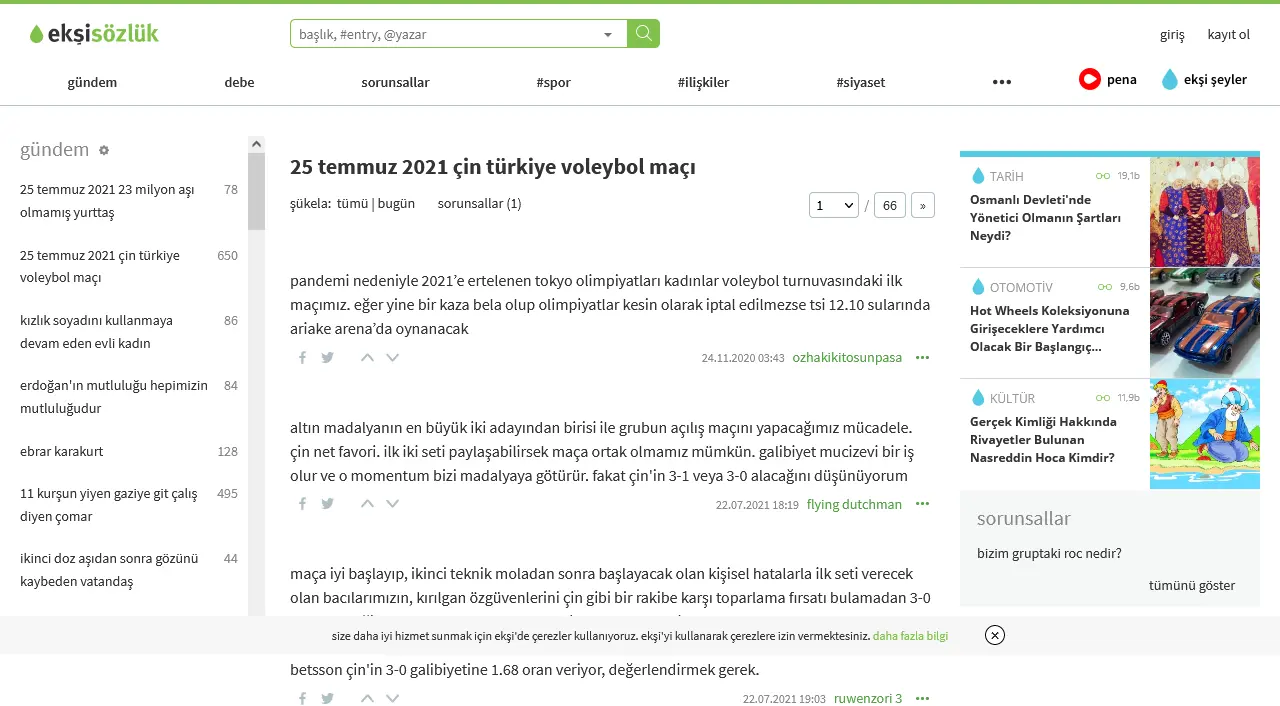 ekşisözlük
başlık, #entry, @yazar
giriş
kayıt ol
gündem
debe
sorunsallar
#spor
#ilişkiler
#siyaset
•••
pena
ekşi şeyler
gündem
25 temmuz 2021 23 milyon aşı 78
olmamış yurttaş
25 temmuz 2021 çin türkiye 650
voleybol maçı
kızlık soyadını kullanmaya 86
devam eden evli kadın
erdoğan'ın mutluluğu hepimizin 84
mutluluğudur
ebrar karakurt 128
11 kurşun yiyen gaziye git çalış 495
diyen çomar
ikinci doz aşıdan sonra gözünü 44
kaybeden vatandaş
25 temmuz 2021 çin türkiye voleybol maçı
şükela: tümü | bugün sorunsallar (1)
1 / 66 »
pandemi nedeniyle 2021’e ertelenen tokyo olimpiyatları kadınlar voleybol turnuvasındaki ilk
maçımız. eğer yine bir kaza bela olup olimpiyatlar kesin olarak iptal edilmezse tsi 12.10 sularında
ariake arena’da oynanacak
24.11.2020 03:43 ozhakikitosunpasa •••
altın madalyanın en büyük iki adayından birisi ile grubun açılış maçını yapacağımız mücadele.
çin net favori. ilk iki seti paylaşabilirsek maça ortak olmamız mümkün. galibiyet mucizevi bir iş
olur ve o momentum bizi madalyaya götürür. fakat çin'in 3-1 veya 3-0 alacağını düşünüyorum
22.07.2021 18:19 flying dutchman •••
maça iyi başlayıp, ikinci teknik moladan sonra başlayacak olan kişisel hatalarla ilk seti verecek
olan bacılarımızın, kırılgan özgüvenlerini çin gibi bir rakibe karşı toparlama fırsatı bulamadan 3-0
betsson çin'in 3-0 galibiyetine 1.68 oran veriyor, değerlendirmek gerek.
22.07.2021 19:03 ruwenzori 3 •••
TARİH 19,1b
Osmanlı Devleti'nde
Yönetici Olmanın Şartları
Neydi?
OTOMOTİV 9,6b
Hot Wheels Koleksiyonuna
Girişeceklere Yardımcı
Olacak Bir Başlangıç...
KÜLTÜR 11,9b
Gerçek Kimliği Hakkında
Rivayetler Bulunan
Nasreddin Hoca Kimdir?
sorunsallar
bizim gruptaki roc nedir?
tümünü göster
size daha iyi hizmet sunmak için ekşi'de çerezler kullanıyoruz. ekşi'yi kullanarak çerezlere izin vermektesiniz. daha fazla bilgi